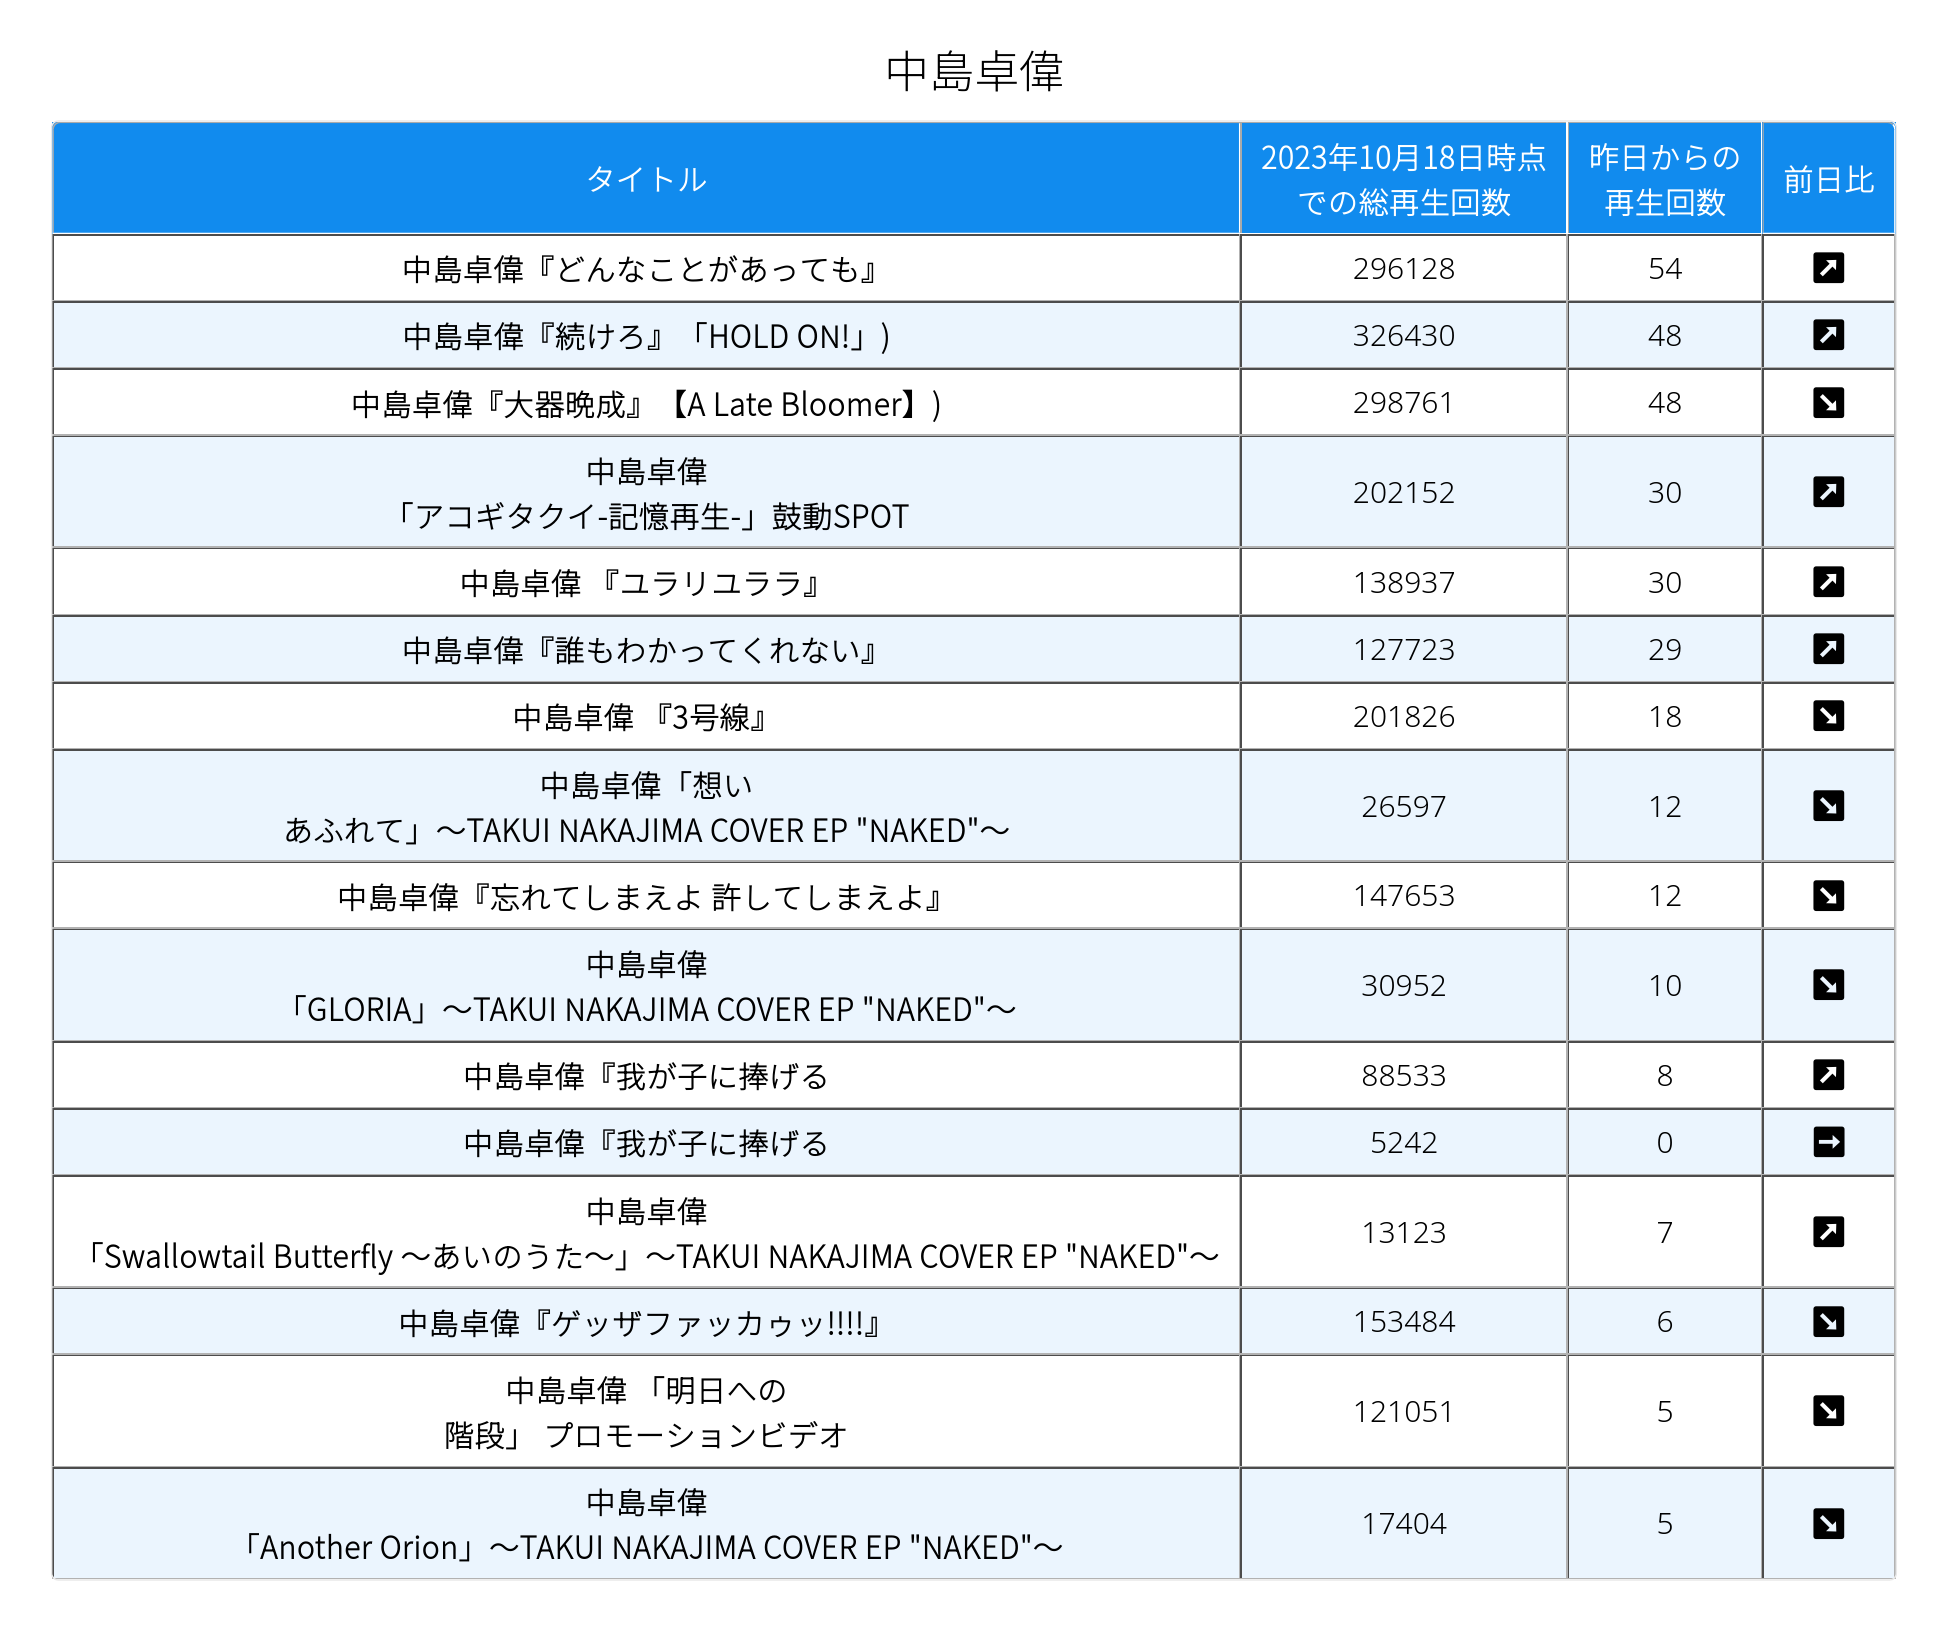 中島卓偉
タイトル
2023年10月18日時点
での総再生回数
昨日からの
再生回数
前日比
中島卓偉『どんなことがあっても』
296128
54
中島卓偉『続けろ』「HOLD ON!」)
326430
48
中島卓偉『大器晩成』【A Late Bloomer】)
298761
48
中島卓偉
「アコギタクイ-記憶再生-」鼓動SPOT
202152
30
中島卓偉 『ユラリユララ』
138937
30
中島卓偉『誰もわかってくれない』
127723
29
中島卓偉 『3号線』
201826
18
中島卓偉「想い
あふれて」〜TAKUI NAKAJIMA COVER EP "NAKED"〜
26597
12
中島卓偉『忘れてしまえよ 許してしまえよ』
147653
12
中島卓偉
「GLORIA」〜TAKUI NAKAJIMA COVER EP "NAKED"〜
30952
10
中島卓偉『我が子に捧げる
88533
8
中島卓偉『我が子に捧げる
5242
0
中島卓偉
「Swallowtail Butterfly 〜あいのうた〜」〜TAKUI NAKAJIMA COVER EP "NAKED"〜
13123
7
中島卓偉『ゲッザファッカゥッ!!!!』
153484
6
中島卓偉 「明日への
階段」 プロモーションビデオ
121051
5
中島卓偉
「Another Orion」〜TAKUI NAKAJIMA COVER EP "NAKED"〜
17404
5